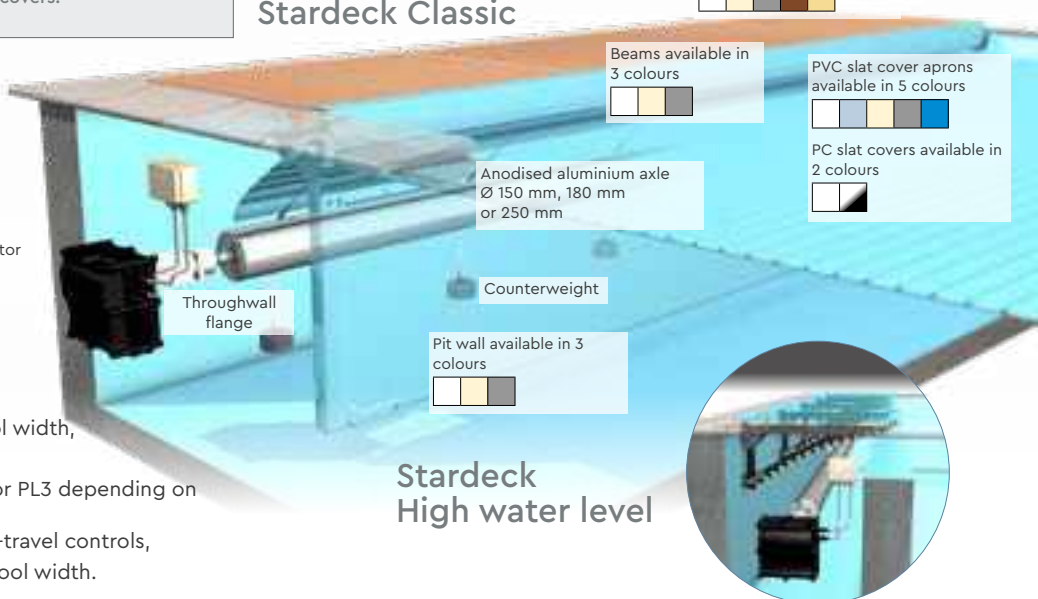 covers.
Stardeck Classic
Beams available in
3 colours
PVC slat cover aprons
available in 5 colours
PC slat covers available in
2 colours
Anodised aluminium axle
Ø 150 mm, 180 mm
or 250 mm
tor
Throughwall
flange
Counterweight
Pit wall available in 3
colours
ol width,
or PL3 depending on
-travel controls,
ool width.
Stardeck
High water level